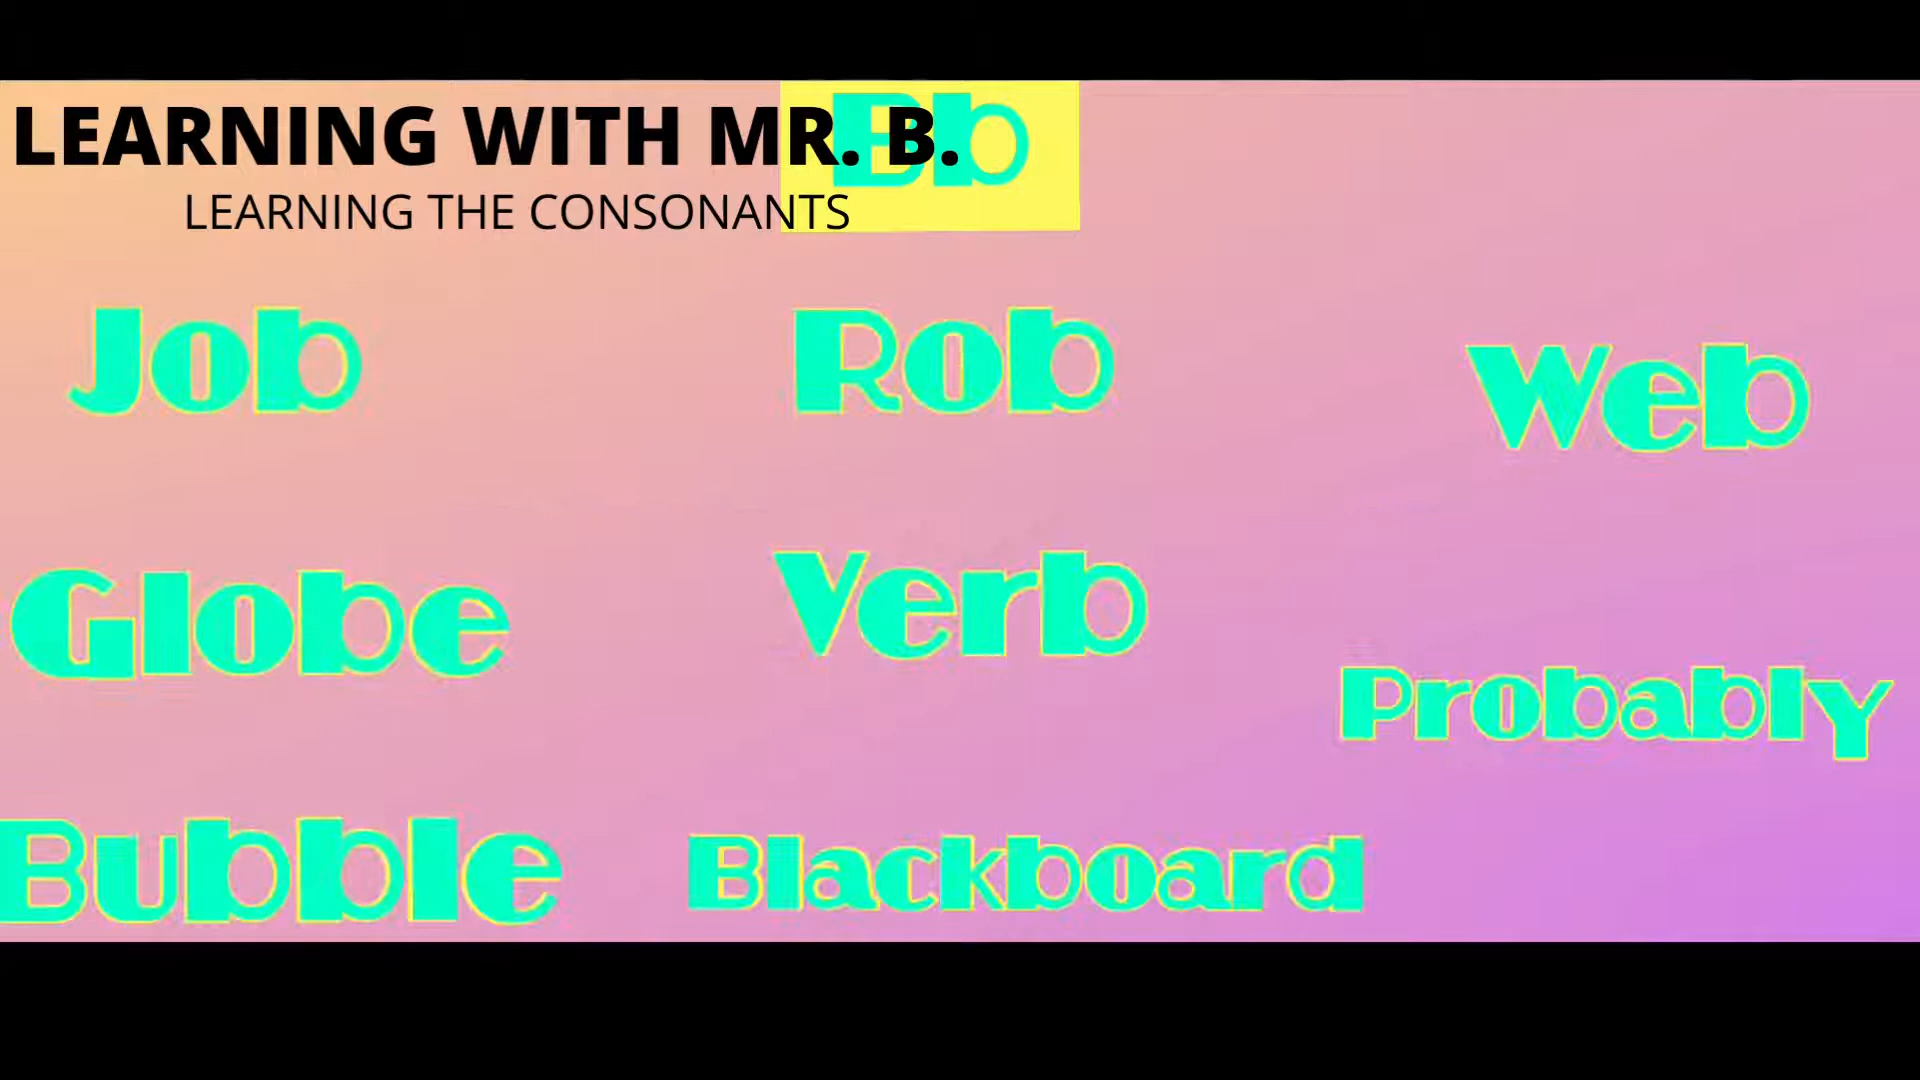 LEARNING WITH MR. B.
Bb
LEARNING THE CONSONANTS
Job
Rob
Web
Globe
Verb
Probably
Bubble
Blackboard